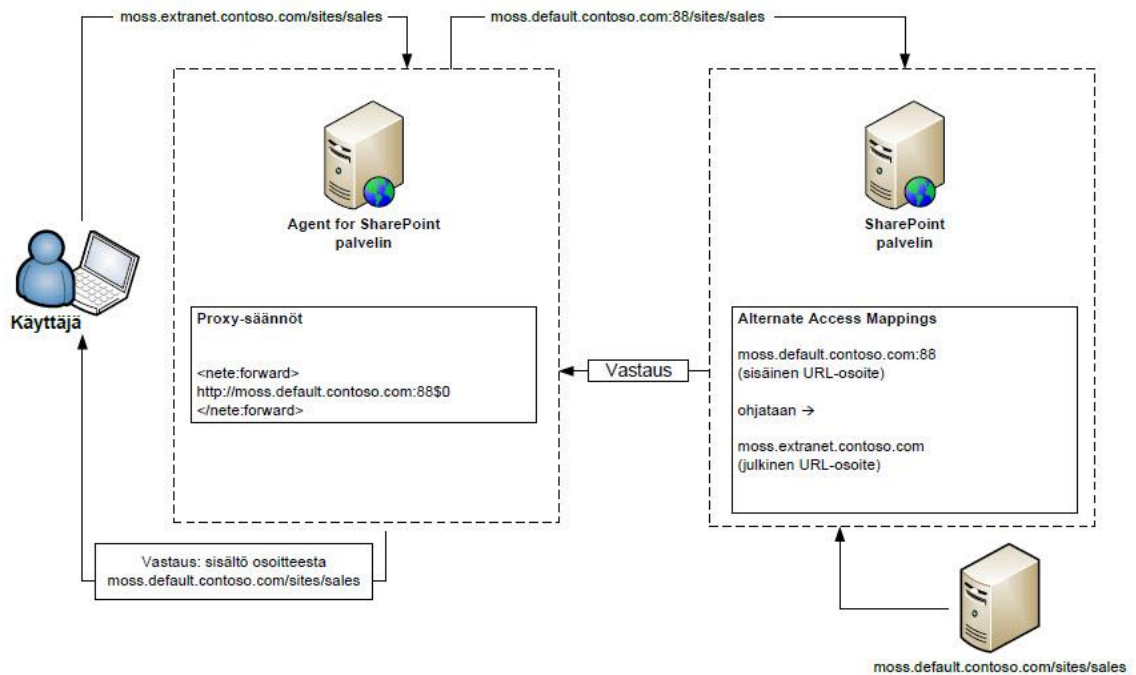 moss.extranet.contoso.com/sites/sales
moss.default.contoso.com:88/sites/sales
Agent for SharePoint
palvelin
SharePoint
palvelin
Käyttäjä
Proxy-säännöt
<nete:forward>
http://moss.default.contoso.com:88$0
</nete:forward>
Vastaus
Alternate Access Mappings
moss.default.contoso.com:88
(sisäinen URL-osoite)
ohjataan →
moss.extranet.contoso.com
(julkinen URL-osoite)
Vastaus: sisältö osoitteesta
moss.default.contoso.com/sites/sales
moss.default.contoso.com/sites/sales